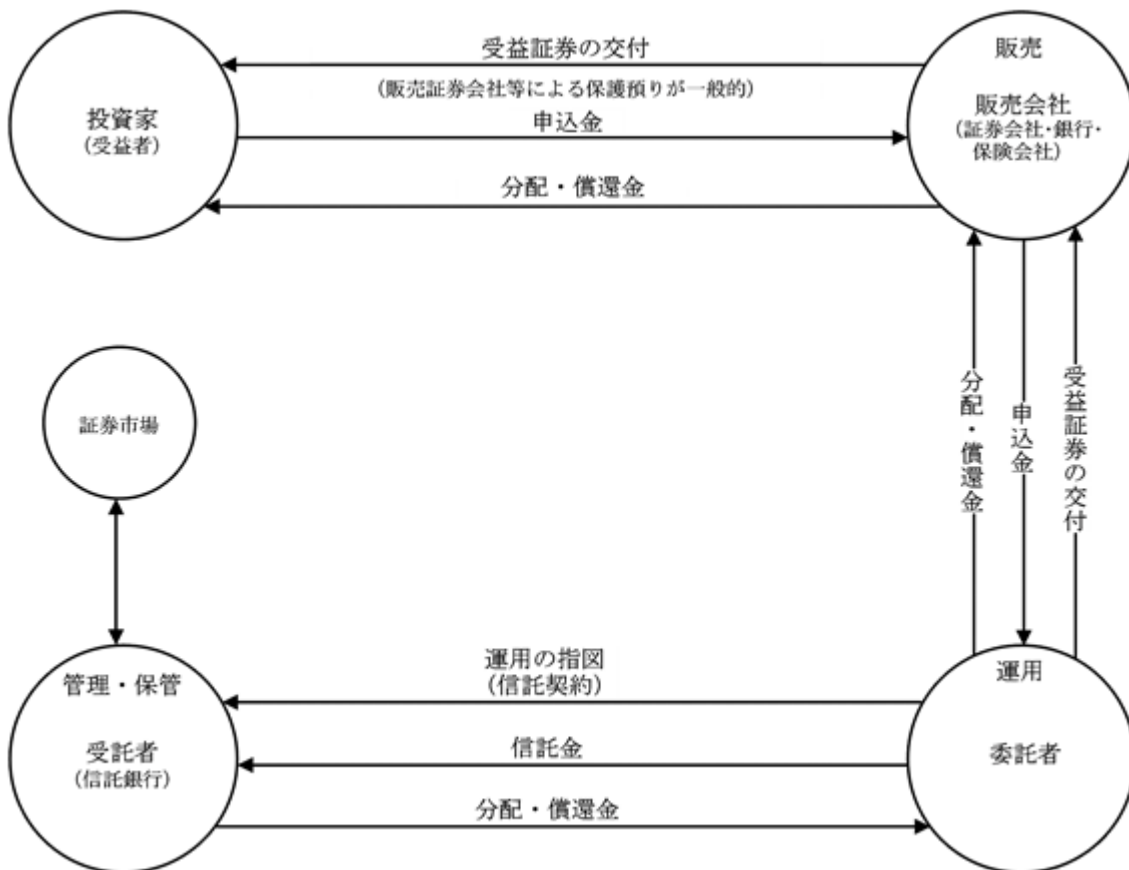 受益証券の交付
(販売証券会社等による保護預りが一般的)
申込金
分配・償還金
投資家
(受益者)
販売
販売会社
(証券会社・銀行・
保険会社)
証券市場
分配・償還金
申込金
受益証券の交付
管理・保管
受託者
(信託銀行)
運用の指図
(信託契約)
信託金
分配・償還金
運用
委託者